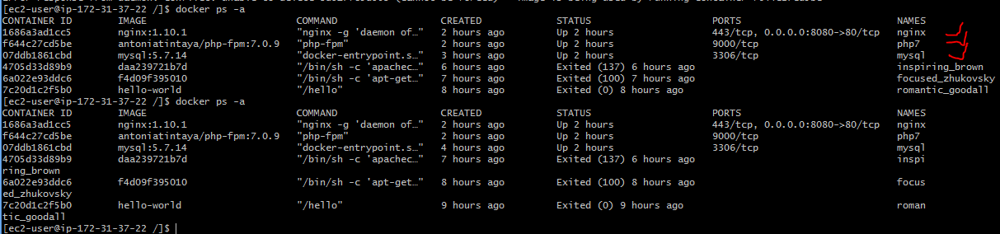 [ec2-user@ip-172-31-37-22 /]$ docker ps -a
CONTAINER ID IMAGE COMMAND CREATED STATUS PORTS NAMES
1686a3ad1cc5 nginx:1.10.1 "nginx -g 'daemon of…" 2 hours ago Up 2 hours 443/tcp, 0.0.0.0:8080->80/tcp nginx
f644c27cd5be antoniatintaya/php-fpm:7.0.9 "php-fpm" 2 hours ago Up 2 hours 9000/tcp php7
07ddb1861cbd mysql:5.7.14 "docker-entrypoint.s…" 3 hours ago Up 2 hours 3306/tcp mysql
4705d33d89b9 daa239721b7d "/bin/sh -c 'apachec…" 6 hours ago Exited (137) 6 hours ago inspiring_brown
6a022e93ddc6 f4d09f395010 "/bin/sh -c 'apt-get…" 7 hours ago Exited (100) 7 hours ago focused_zhukovsky
7c20d1c2f5b0 hello-world "/hello" 8 hours ago Exited (0) 8 hours ago romantic_goodall
[ec2-user@ip-172-31-37-22 /]$ docker ps -a
CONTAINER ID IMAGE COMMAND CREATED STATUS PORTS NAMES
1686a3ad1cc5 nginx:1.10.1 "nginx -g 'daemon of…" 2 hours ago Up 2 hours 443/tcp, 0.0.0.0:8080->80/tcp nginx
f644c27cd5be antoniatintaya/php-fpm:7.0.9 "php-fpm" 2 hours ago Up 2 hours 9000/tcp php7
07ddb1861cbd mysql:5.7.14 "docker-entrypoint.s…" 4 hours ago Up 2 hours 3306/tcp mysql
4705d33d89b9 daa239721b7d "/bin/sh -c 'apachec…" 7 hours ago Exited (137) 6 hours ago inspi
ring_brown
6a022e93ddc6 f4d09f395010 "/bin/sh -c 'apt-get…" 8 hours ago Exited (100) 8 hours ago focus
ed_zhukovsky
7c20d1c2f5b0 hello-world "/hello" 9 hours ago Exited (0) 9 hours ago roman
tic_goodall
[ec2-user@ip-172-31-37-22 /]$